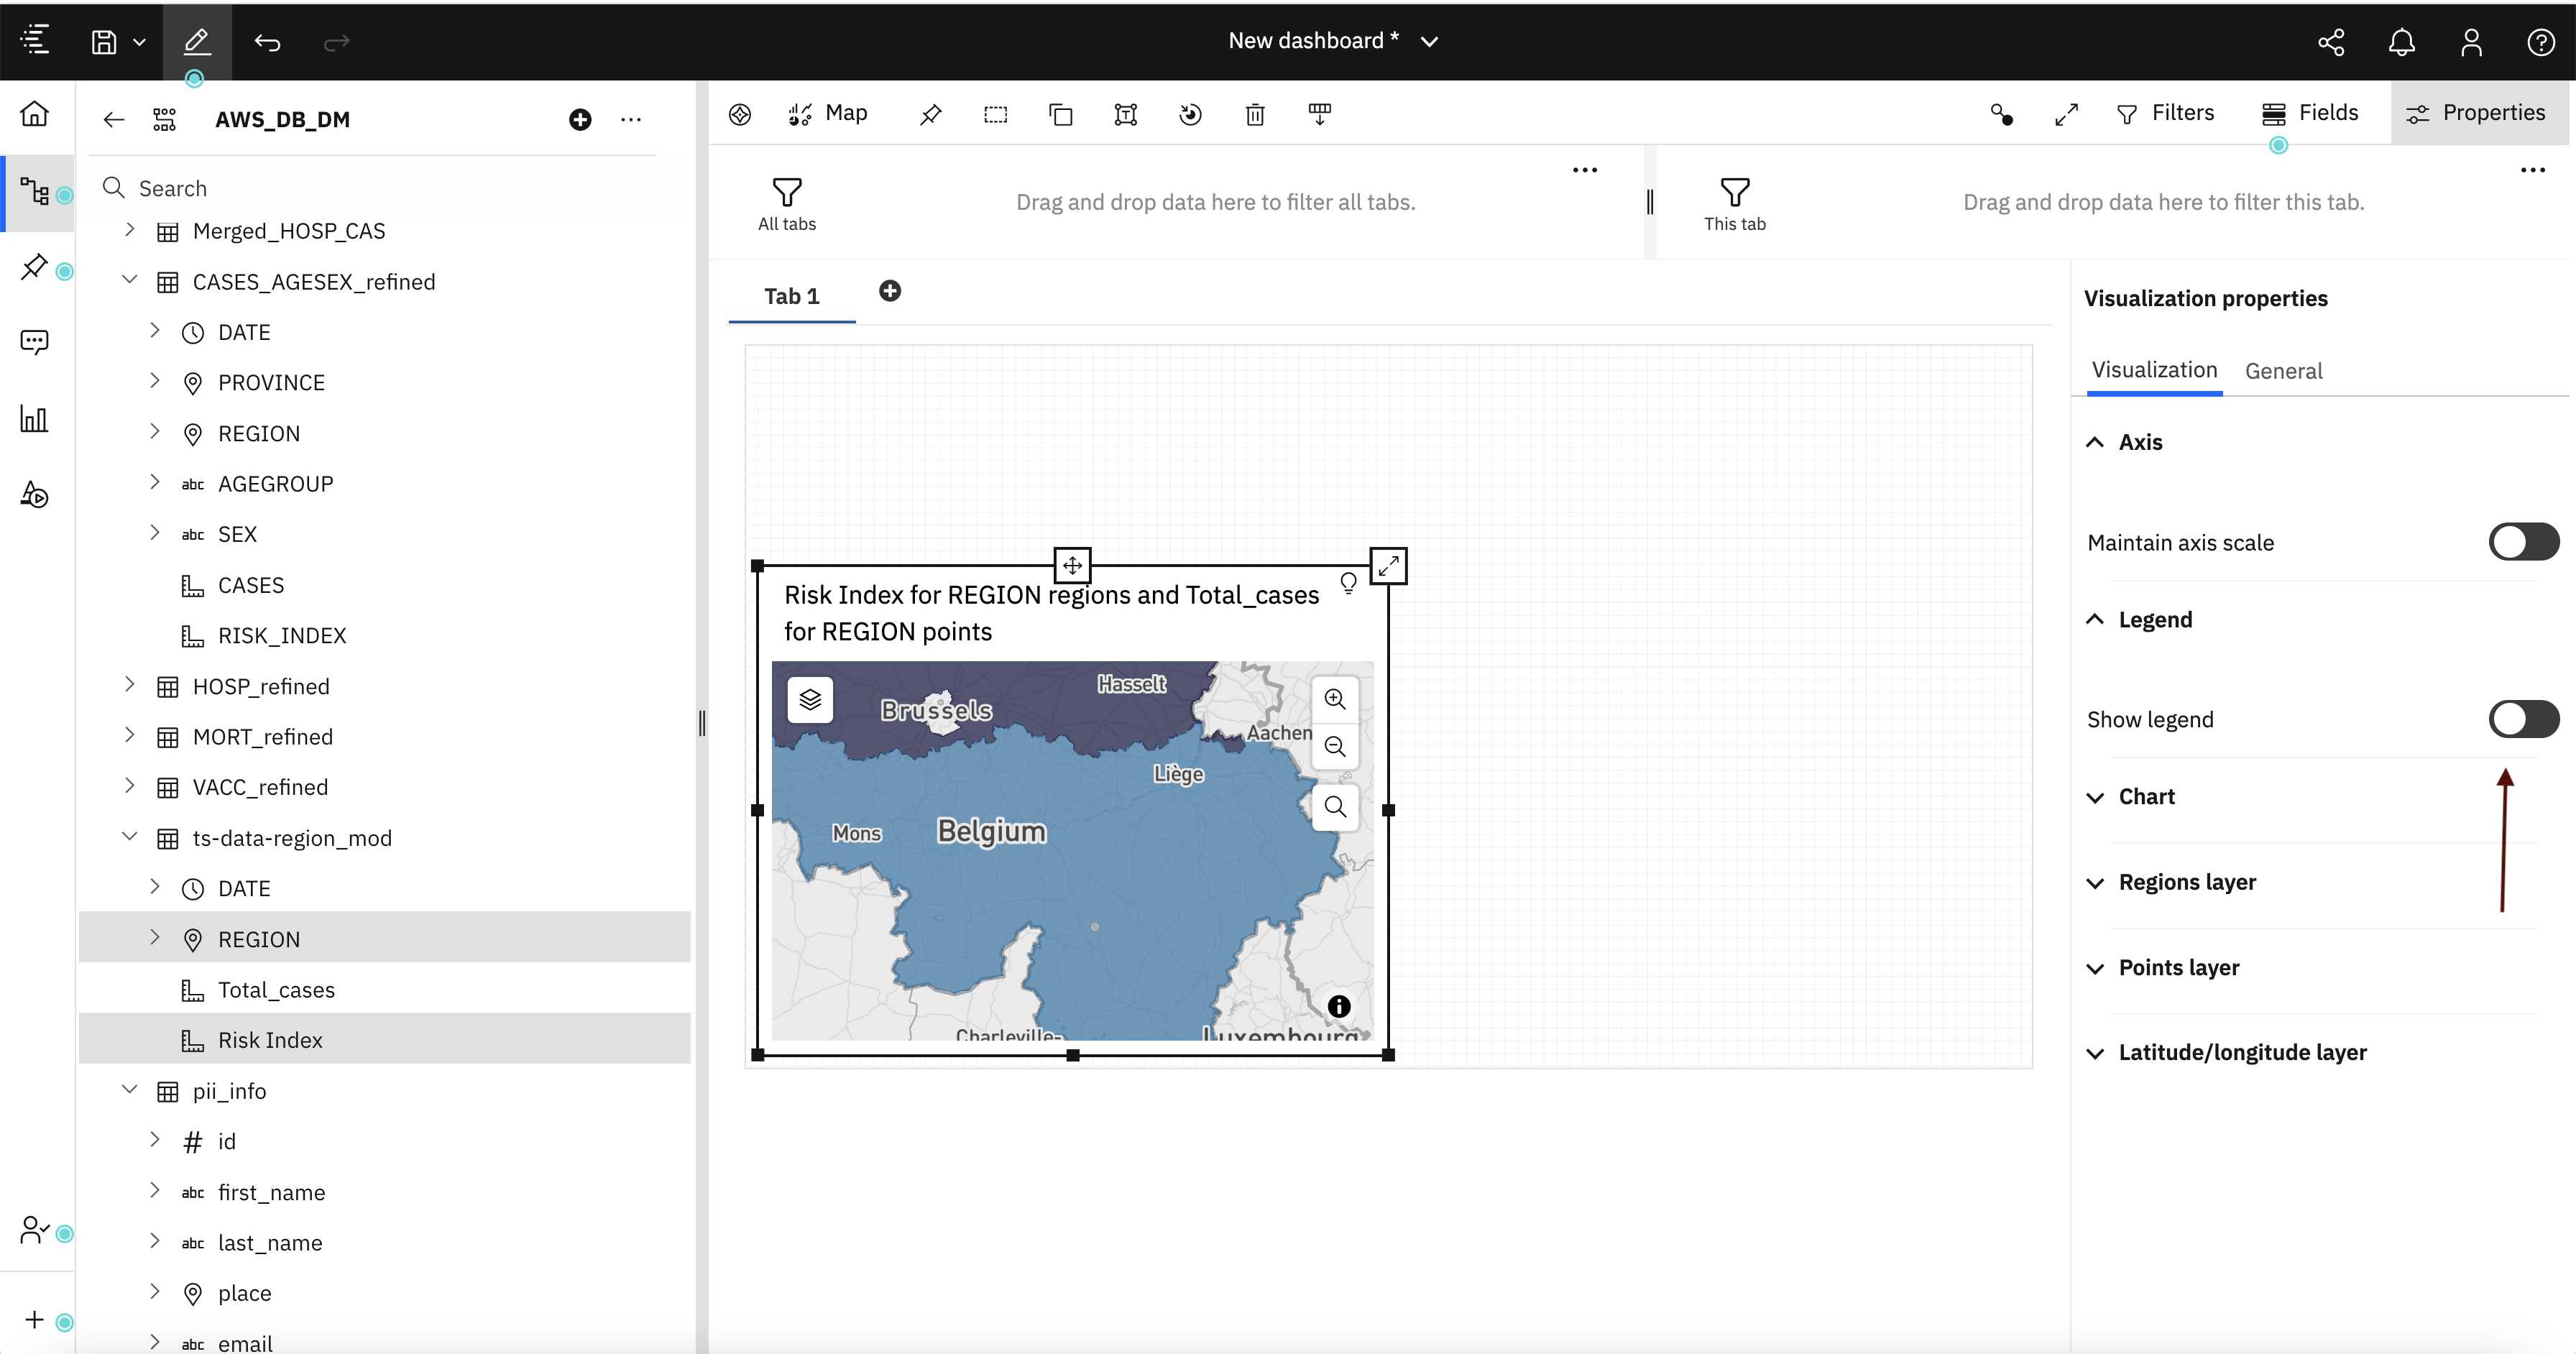 New dashboard *
AWS_DB_DM
Map
Filters
Fields
Properties
Search
All tabs
Drag and drop data here to filter all tabs.
This tab
Drag and drop data here to filter this tab.
Merged_HOSP_CAS
CASES_AGESEX_refined
DATE
PROVINCE
REGION
abc AGEGROUP
abc SEX
CASES
RISK_INDEX
HOSP_refined
MORT_refined
VACC_refined
ts-data-region_mod
DATE
REGION
Total_cases
Risk Index
pii_info
# id
abc first_name
abc last_name
place
abc email
Tab 1
Risk Index for REGION regions and Total_cases
for REGION points
Hasselt
Brussels
Aachen
Liège
Mons
Belgium
Charleville-
Luxembourg
Visualization properties
Visualization
General
Axis
Maintain axis scale
Legend
Show legend
Chart
Regions layer
Points layer
Latitude/longitude layer